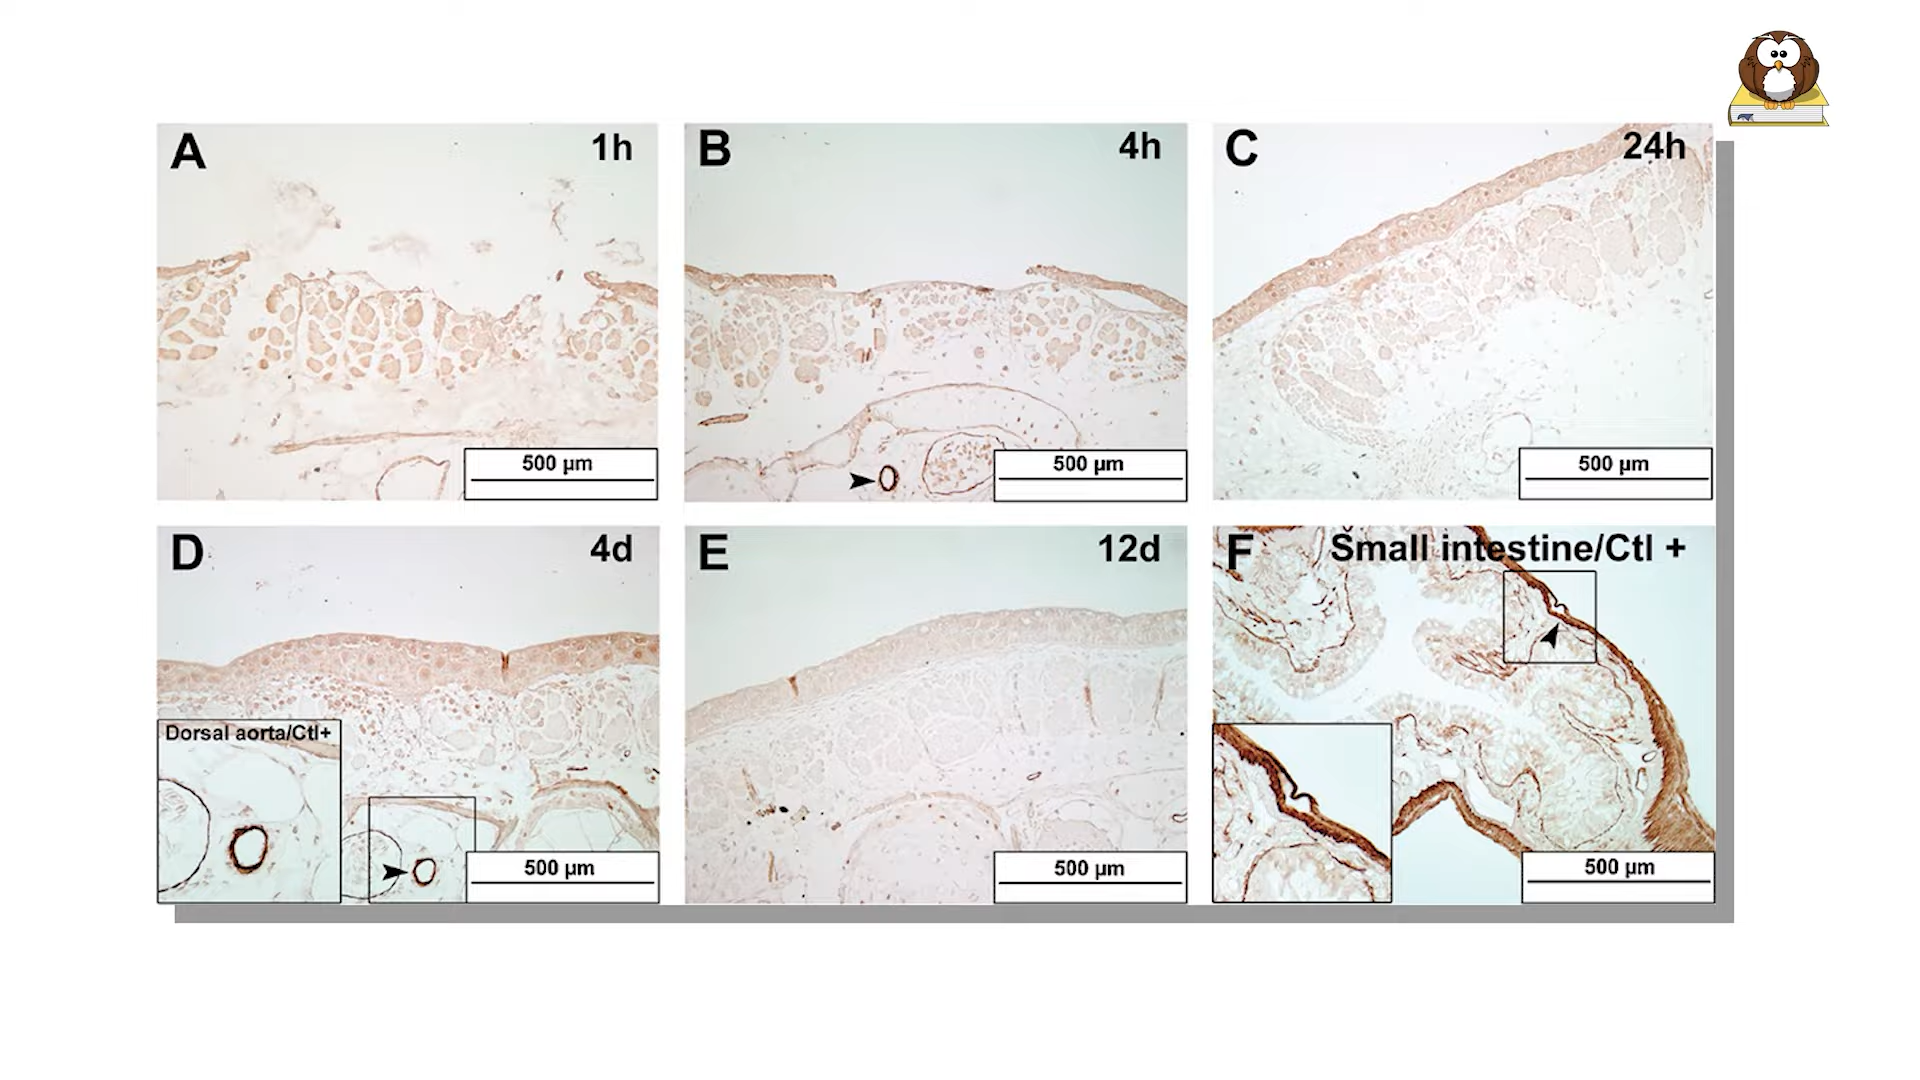 A 1h
B 4h
C 24h
500 µm
500 µm
500 µm
D 4d
E 12d
F Small intestine/Ctl +
Dorsal aorta/Ctl+
500 µm
500 µm
500 µm